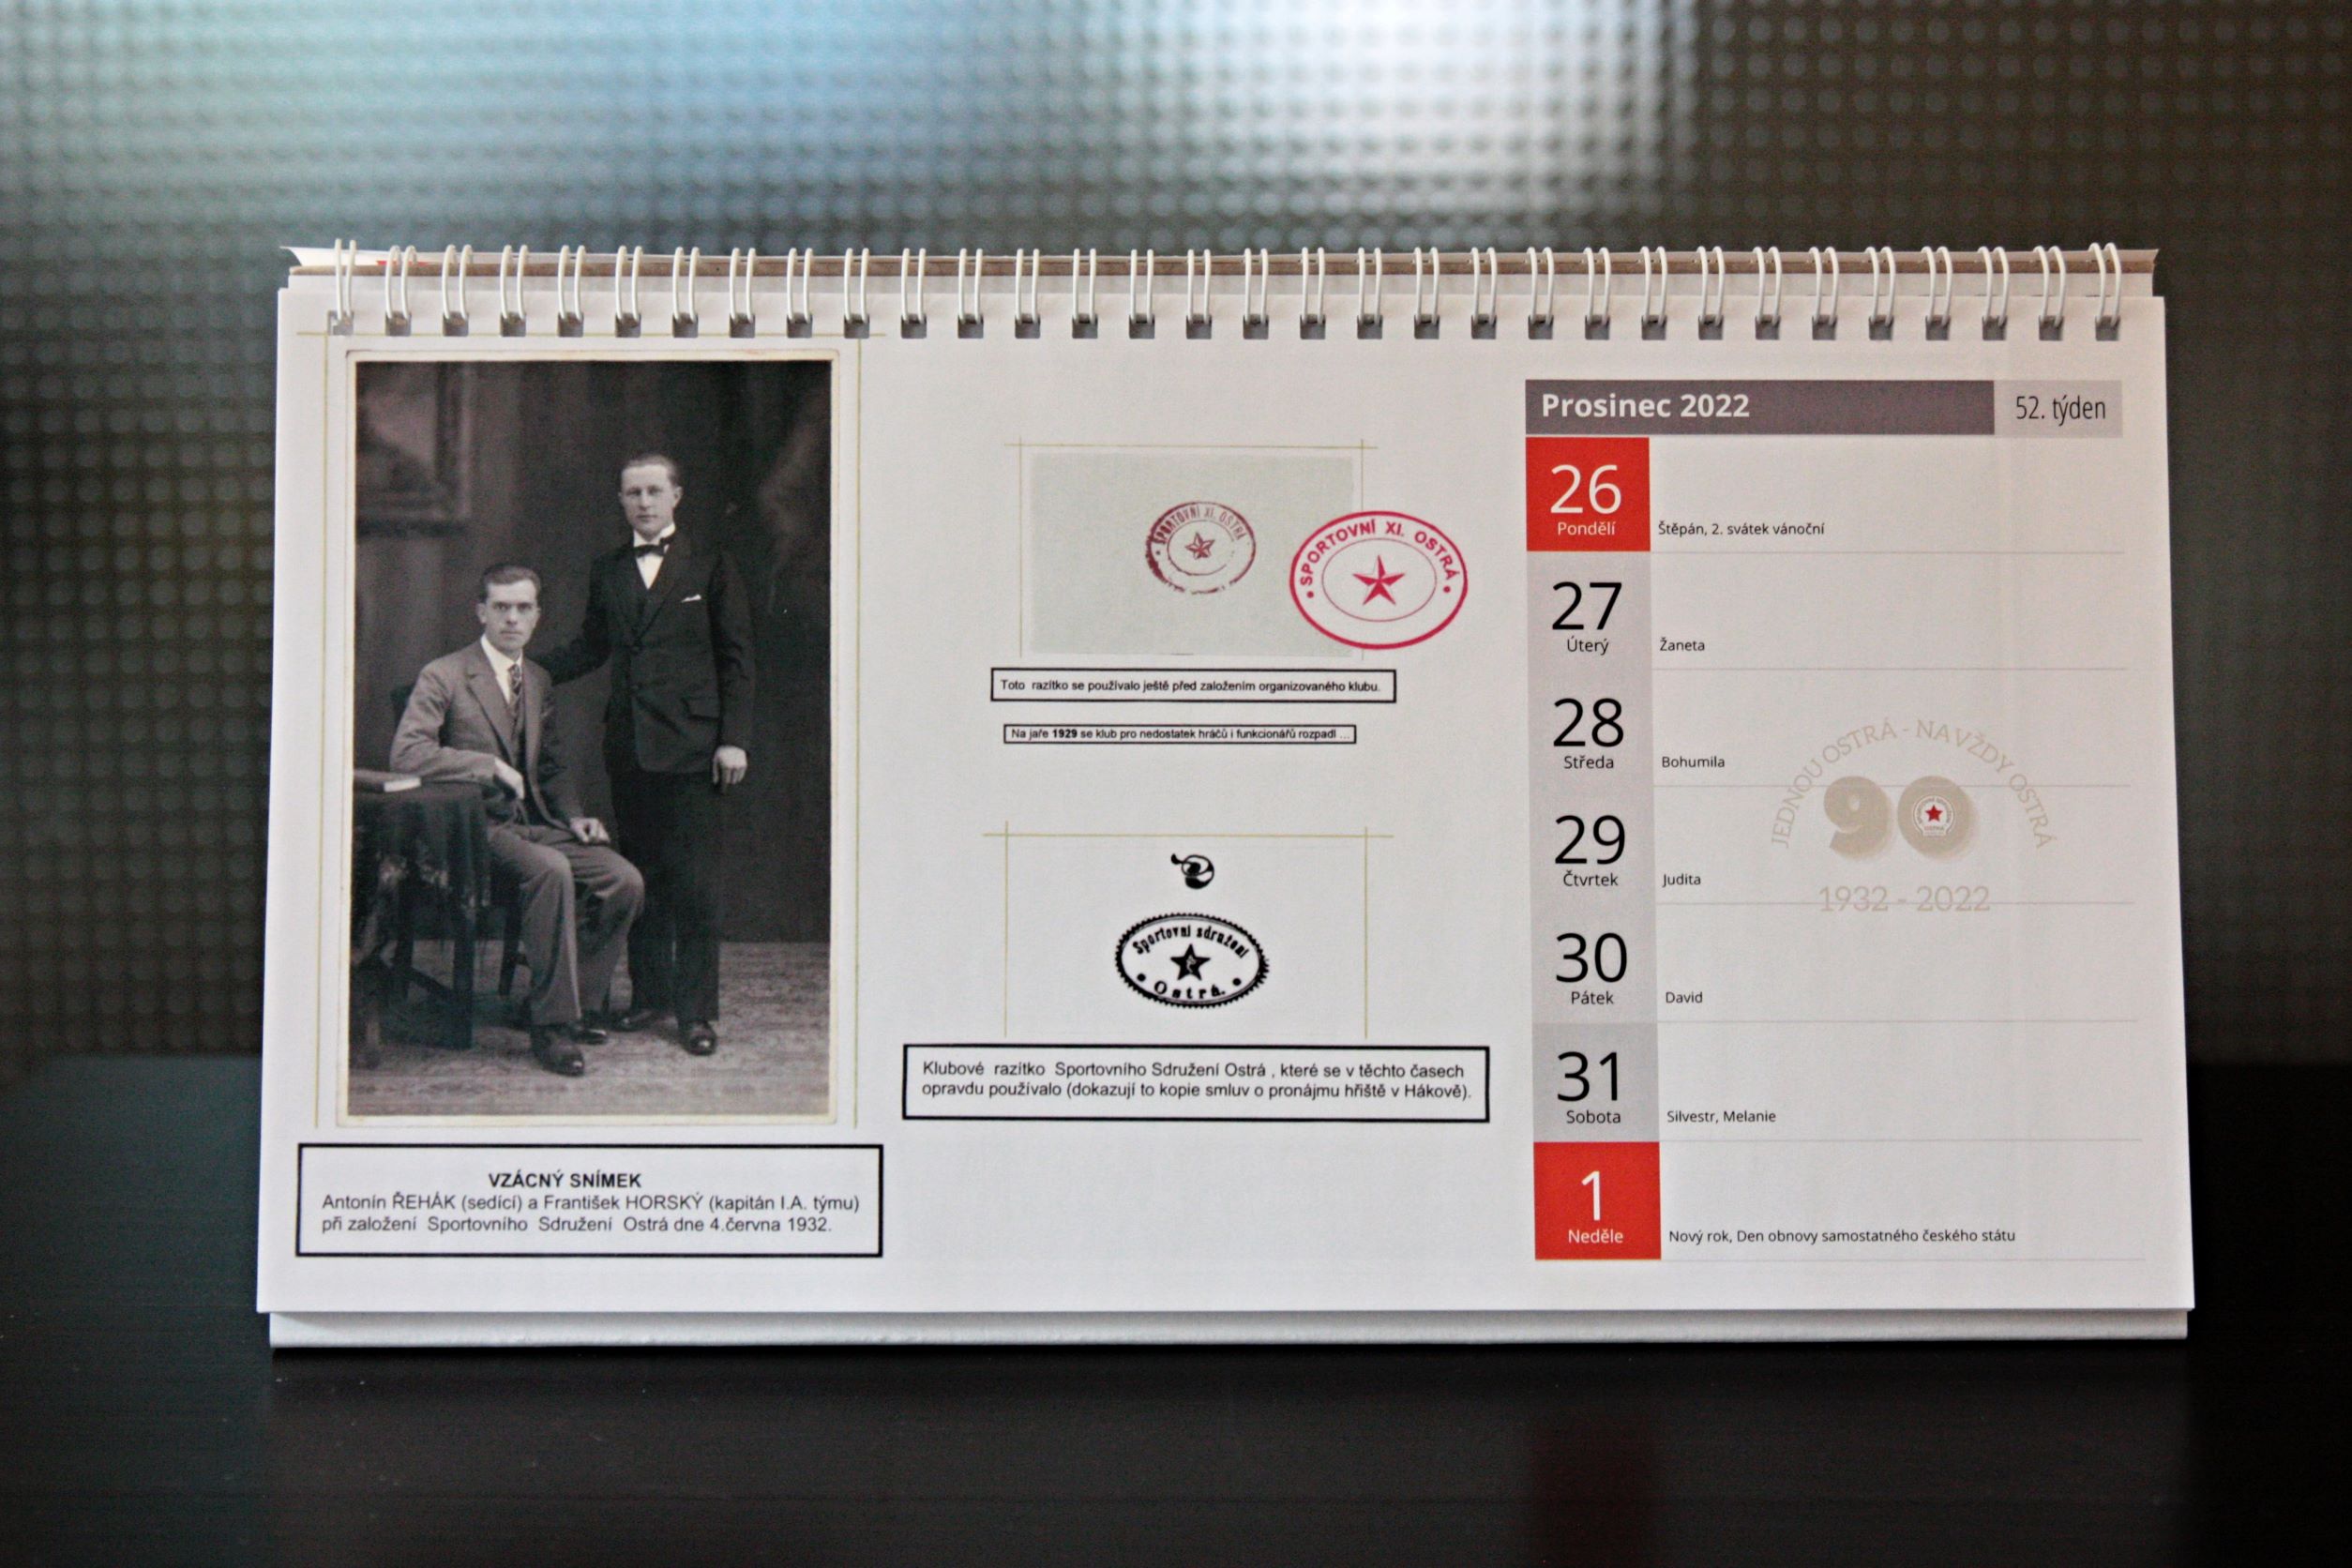 VZÁCNÝ SNÍMEK
Antonín ŘEHÁK (sedící) a František HORSKÝ (kapitán I.A. týmu)
při založení Sportovního Sdružení Ostrá dne 4.června 1932.
SPORTOVNÍ XI. OSTRÁ
SPORTOVNÍ XI. OSTRÁ
Toto razítko se používalo ještě před založením organizovaného klubu.
Na jaře 1929 se klub pro nedostatek hráčů i funkcionářů rozpadl ...
Sportovní sdružení
Ostrá.
Klubové razítko Sportovního Sdružení Ostrá , které se v těchto časech
opravdu používalo (dokazují to kopie smluv o pronájmu hřiště v Hákově).
Prosinec 2022
52. týden
26
Pondělí
Štěpán, 2. svátek vánoční
27
Úterý
Žaneta
28
Středa
Bohumila
29
Čtvrtek
Judita
30
Pátek
David
31
Sobota
Silvestr, Melanie
1
Neděle
Nový rok, Den obnovy samostatného českého státu
JEDNOU OSTRÁ - NAVŽDY OSTRÁ
90
1932 - 2022